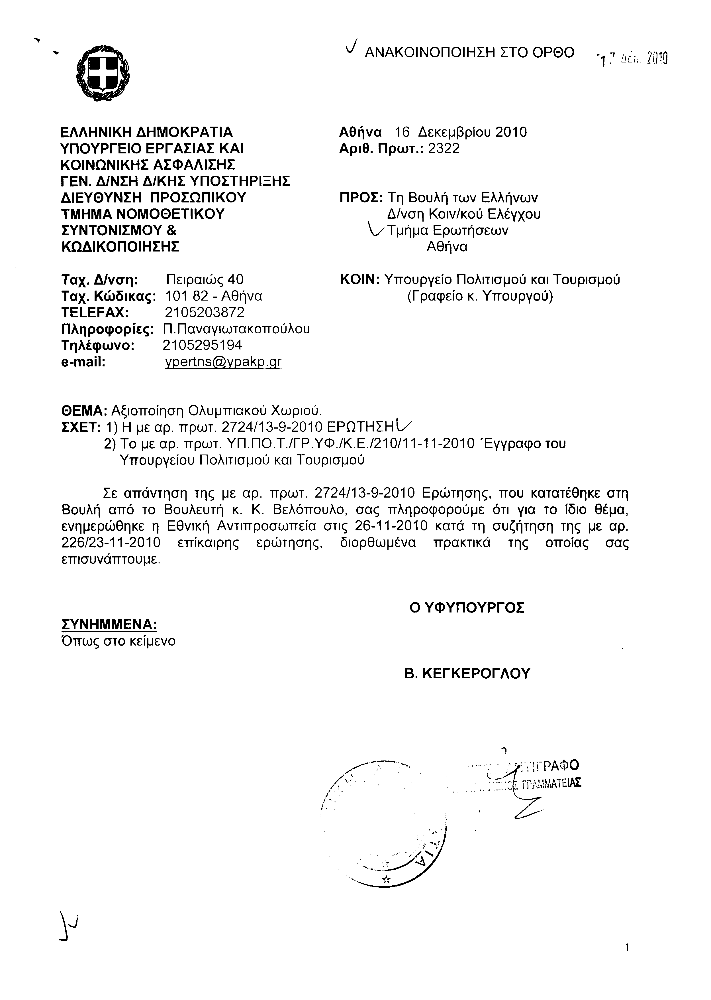 ΑΝΑΚΟΙΝΟΠΟΙΗΣΗ ΣΤΟ ΟΡΘΟ
17 ΔΕΚ. 2010
ΕΛΛΗΝΙΚΗ ΔΗΜΟΚΡΑΤΙΑ
ΥΠΟΥΡΓΕΙΟ ΕΡΓΑΣΙΑΣ ΚΑΙ
ΚΟΙΝΩΝΙΚΗΣ ΑΣΦΑΛΙΣΗΣ
ΓΕΝ. Δ/ΝΣΗ Δ/ΚΗΣ ΥΠΟΣΤΗΡΙΞΗΣ
ΔΙΕΥΘΥΝΣΗ ΠΡΟΣΩΠΙΚΟΥ
ΤΜΗΜΑ ΝΟΜΟΘΕΤΙΚΟΥ
ΣΥΝΤΟΝΙΣΜΟΥ &
ΚΩΔΙΚΟΠΟΙΗΣΗΣ
Αθήνα 16 Δεκεμβρίου 2010
Αριθ. Πρωτ.: 2322
ΠΡΟΣ: Τη Βουλή των Ελλήνων
Δ/νση Κοιν/κού Ελέγχου
Τμήμα Ερωτήσεων
Αθήνα
Ταχ. Δ/νση: Πειραιώς 40
Ταχ. Κώδικας: 101 82 - Αθήνα
TELEFAX: 2105203872
Πληροφορίες: Π.Παναγιωτακοπούλου
Τηλέφωνο: 2105295194
e-mail: ypertns@ypakp.gr
ΚΟΙΝ: Υπουργείο Πολιτισμού και Τουρισμού
(Γραφείο κ. Υπουργού)
ΘΕΜΑ: Αξιοποίηση Ολυμπιακού Χωριού.
ΣΧΕΤ: 1) Η με αρ. πρωτ. 2724/13-9-2010 ΕΡΩΤΗΣΗ
2) Το με αρ. πρωτ. ΥΠ.ΠΟ.Τ./ΓΡ.ΥΦ./Κ.Ε./210/11-11-2010 Έγγραφο του
Υπουργείου Πολιτισμού και Τουρισμού
Σε απάντηση της με αρ. πρωτ. 2724/13-9-2010 Ερώτησης, που κατατέθηκε στη
Βουλή από το Βουλευτή κ. Κ. Βελόπουλο, σας πληροφορούμε ότι για το ίδιο θέμα,
ενημερώθηκε η Εθνική Αντιπροσωπεία στις 26-11-2010 κατά τη συζήτηση της με αρ.
226/23-11-2010 επίκαιρης ερώτησης, διορθωμένα πρακτικά της οποίας σας
επισυνάπτουμε.
Ο ΥΦΥΠΟΥΡΓΟΣ
ΣΥΝΗΜΜΕΝΑ:
Όπως στο κείμενο
Β. ΚΕΓΚΕΡΟΓΛΟΥ
ΑΝΤΙΓΡΑΦΟ
ΓΡΑΜΜΑΤΕΙΑΣ
1